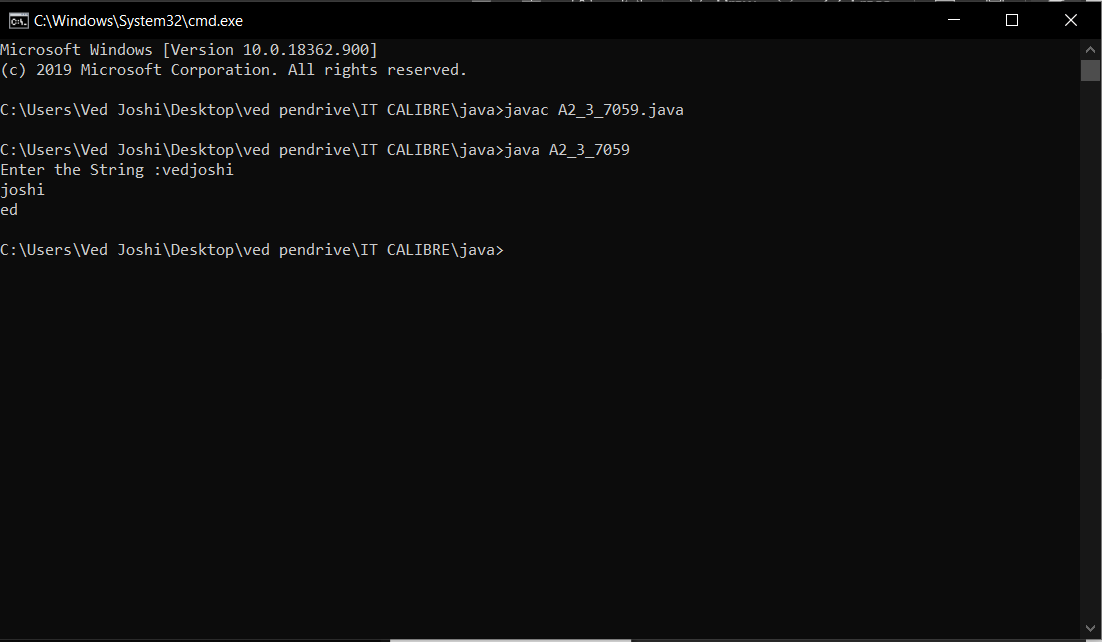 C:\Windows\System32\cmd.exe
Microsoft Windows [Version 10.0.18362.900]
(c) 2019 Microsoft Corporation. All rights reserved.
C:\Users\Ved Joshi\Desktop\ved pendrive\IT CALIBRE\java>javac A2_3_7059.java
C:\Users\Ved Joshi\Desktop\ved pendrive\IT CALIBRE\java>java A2_3_7059
Enter the String :vedjoshi
joshi
ed
C:\Users\Ved Joshi\Desktop\ved pendrive\IT CALIBRE\java>